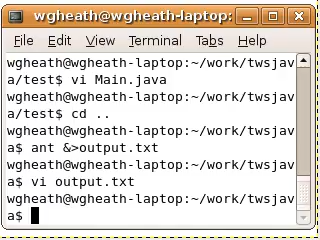 wgheath@wgheath-laptop:
File Edit View Terminal Tabs Help
wgheath@wgheath-laptop:~/work/twsjav
a/test$ vi Main.java
wgheath@wgheath-laptop:~/work/twsjav
a/test$ cd ..
wgheath@wgheath-laptop:~/work/twsjav
a$ ant &>output.txt
wgheath@wgheath-laptop:~/work/twsjav
a$ vi output.txt
wgheath@wgheath-laptop:~/work/twsjav
a$